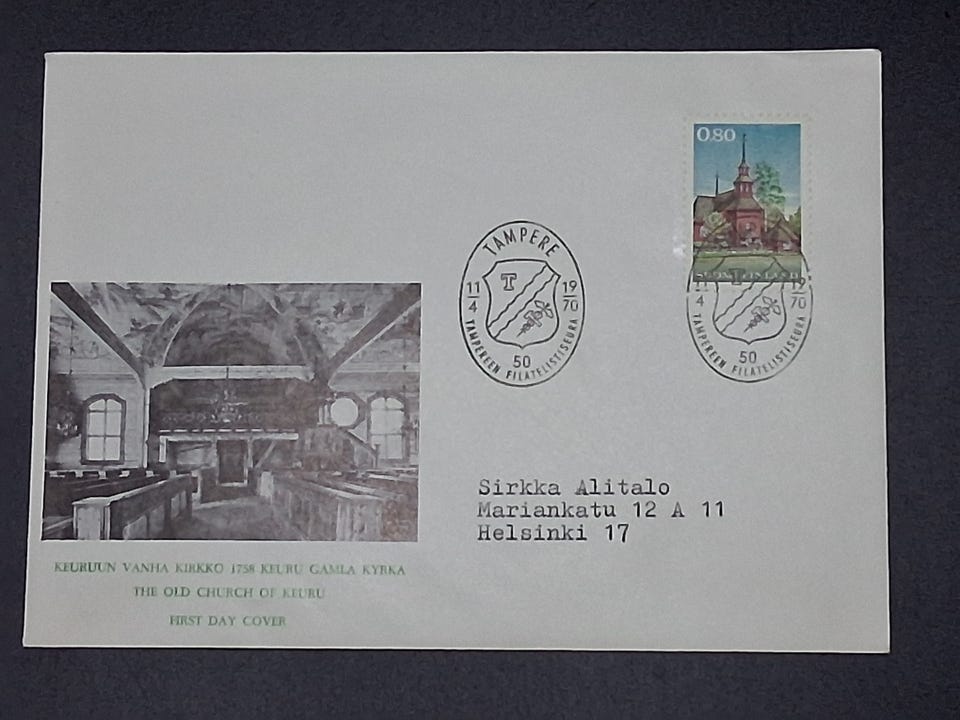 0.80
SUOMI FINLAND
TAMPERE
11/4 19/70
T
50
TAMPEREEN FILATELISTISEURA
T
11/4 19/70
50
TAMPEREEN FILATELISTISEURA
Sirkka Alitalo
Mariankatu 12 A 11
Helsinki 17
KEURUUN VANHA KIRKKO 1758 KEURU GAMLA KYRKA
THE OLD CHURCH OF KEURU
FIRST DAY COVER